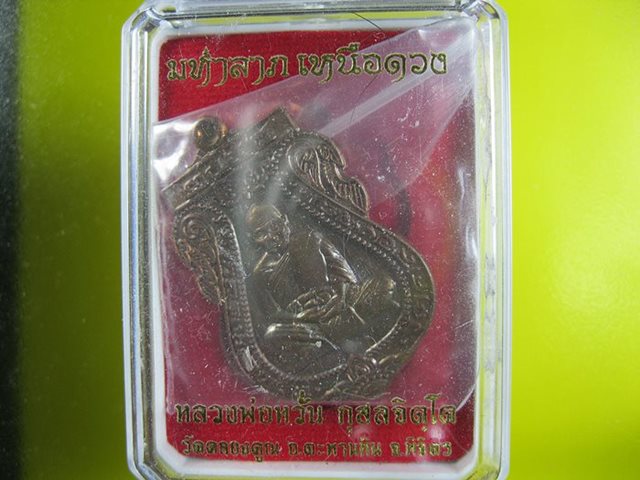 มหาลาภ เหนือดวง
หลวงพ่อหวั่น กุสลจิตฺโต
วัดคลองคูณ อ.ตะพานหิน จ.พิจิตร